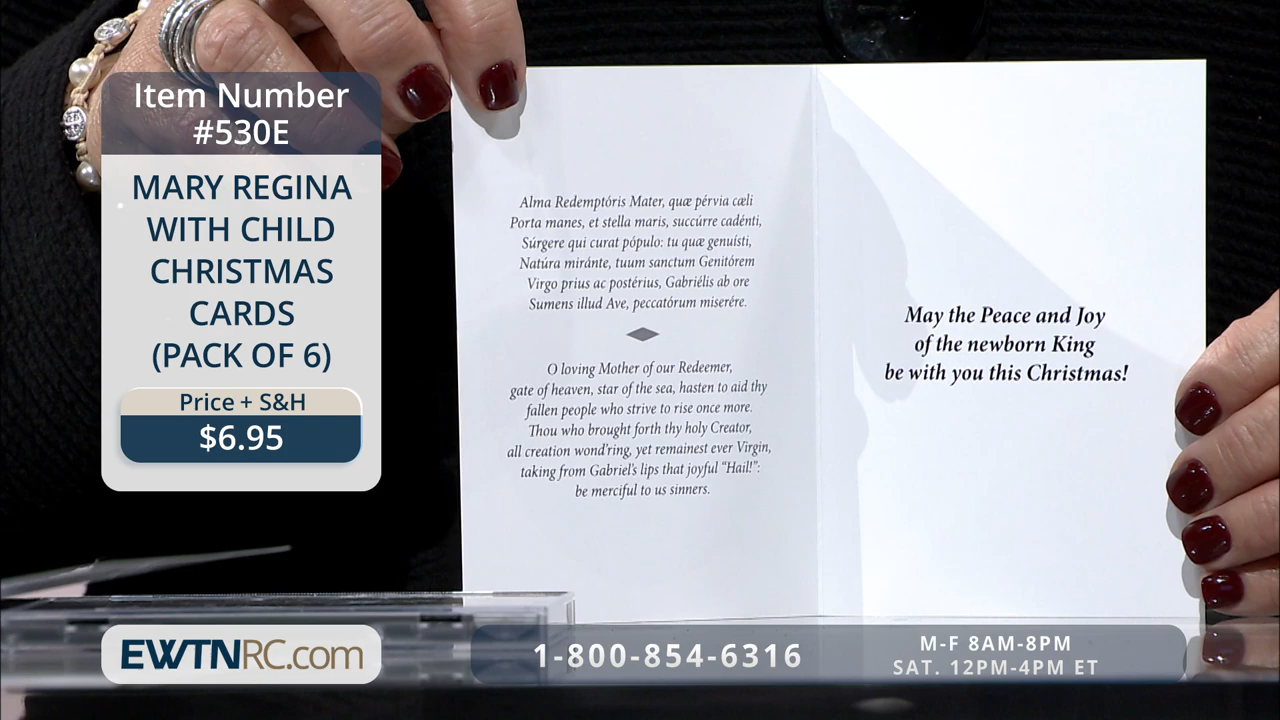 Item Number
#530E
MARY REGINA
WITH CHILD
CHRISTMAS
CARDS
(PACK OF 6)
Price + S&H
$6.95
Alma Redemptóris Mater, quæ pérvia cæli
Porta manes, et stella maris, succúrre cadénti,
Súrgere qui curat pópulo: tu quæ genuísti,
Natúra miránte, tuum sanctum Genitórem
Virgo prius ac postérius, Gabriélis ab ore
Sumens illud Ave, peccatórum miserére.
O loving Mother of our Redeemer,
gate of heaven, star of the sea, hasten to aid thy
fallen people who strive to rise once more.
Thou who brought forth thy holy Creator,
all creation wond'ring, yet remainest ever Virgin,
taking from Gabriel's lips that joyful “Hail!”:
be merciful to us sinners.
May the Peace and Joy
of the newborn King
be with you this Christmas!
EWTNRC.com
1-800-854-6316
M-F 8AM-8PM
SAT. 12PM-4PM ET